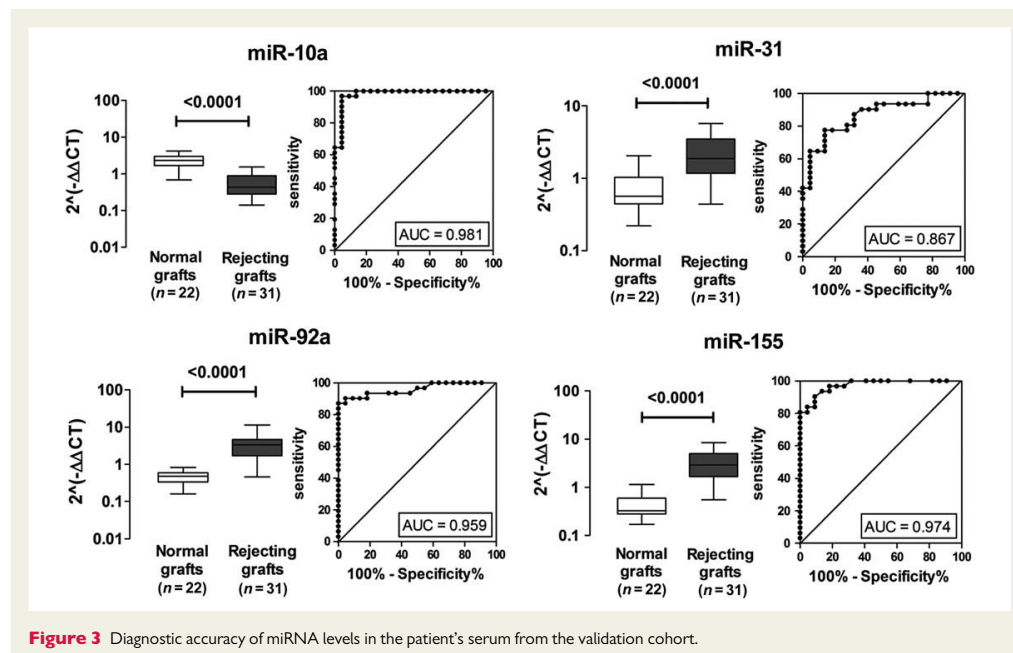 miR-10a
<0.0001
100
10
1
0.1
0.01
2^(-ΔΔCT)
Normal grafts (n=22)
Rejecting grafts (n=31)
100
80
60
40
20
0
sensitivity
AUC = 0.981
0 20 40 60 80 100
100% - Specificity%
miR-31
<0.0001
10
1
0.1
2^(-ΔΔCT)
Normal grafts (n=22)
Rejecting grafts (n=31)
100
80
60
40
20
0
sensitivity
AUC = 0.867
0 20 40 60 80 100
100% - Specificity%
miR-92a
<0.0001
100
10
1
0.1
0.01
2^(-ΔΔCT)
Normal grafts (n=22)
Rejecting grafts (n=31)
100
80
60
40
20
0
sensitivity
AUC = 0.959
0 20 40 60 80 100
100% - Specificity%
miR-155
<0.0001
100
10
1
0.1
2^(-ΔΔCT)
Normal grafts (n=22)
Rejecting grafts (n=31)
100
80
60
40
20
0
sensitivity
AUC = 0.974
0 20 40 60 80 100
100% - Specificity%
Figure 3 Diagnostic accuracy of miRNA levels in the patient's serum from the validation cohort.